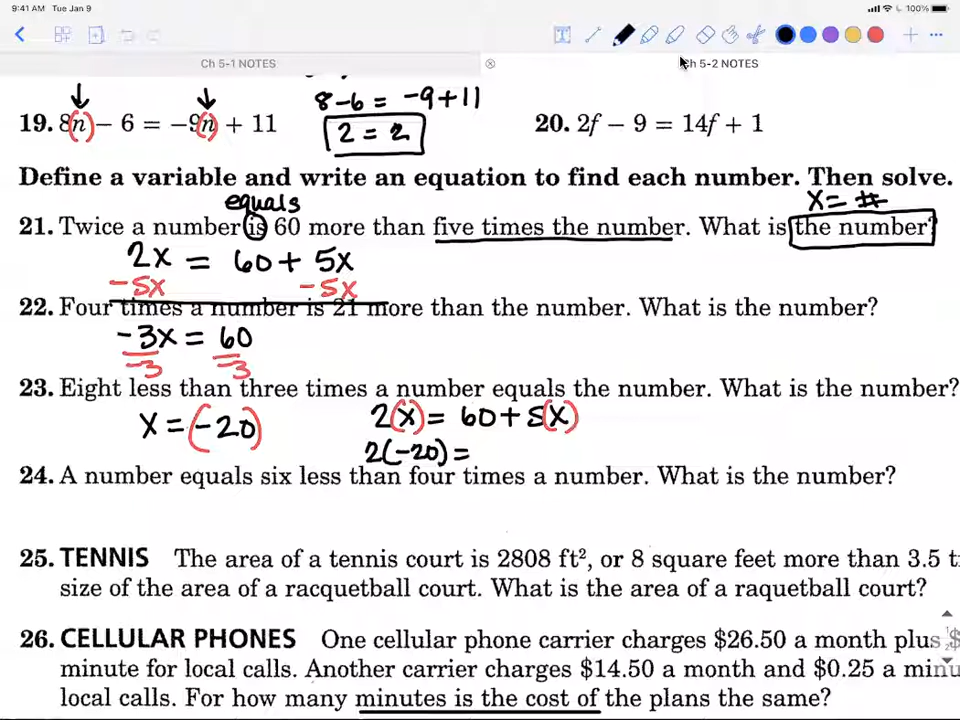 9:41 AM Tue Jan 9 100%
Ch 5-1 NOTES Ch 5-2 NOTES
8-6 = -9+11
19. 8(n) - 6 = -9(n) + 11 2 = 2 20. 2f - 9 = 14f + 1
Define a variable and write an equation to find each number. Then solve.
equals x = #
21. Twice a number is 60 more than five times the number. What is the number?
2x = 60 + 5x
-5x -5x
22. Four times a number is 21 more than the number. What is the number?
-3x = 60
-3 -3
23. Eight less than three times a number equals the number. What is the number?
x = (-20) 2(x) = 60 + 5(x)
2(-20) =
24. A number equals six less than four times a number. What is the number?
25. TENNIS The area of a tennis court is 2808 ft², or 8 square feet more than 3.5 t
size of the area of a racquetball court. What is the area of a raquetball court?
26. CELLULAR PHONES One cellular phone carrier charges $26.50 a month plus $
minute for local calls. Another carrier charges $14.50 a month and $0.25 a minu
local calls. For how many minutes is the cost of the plans the same?